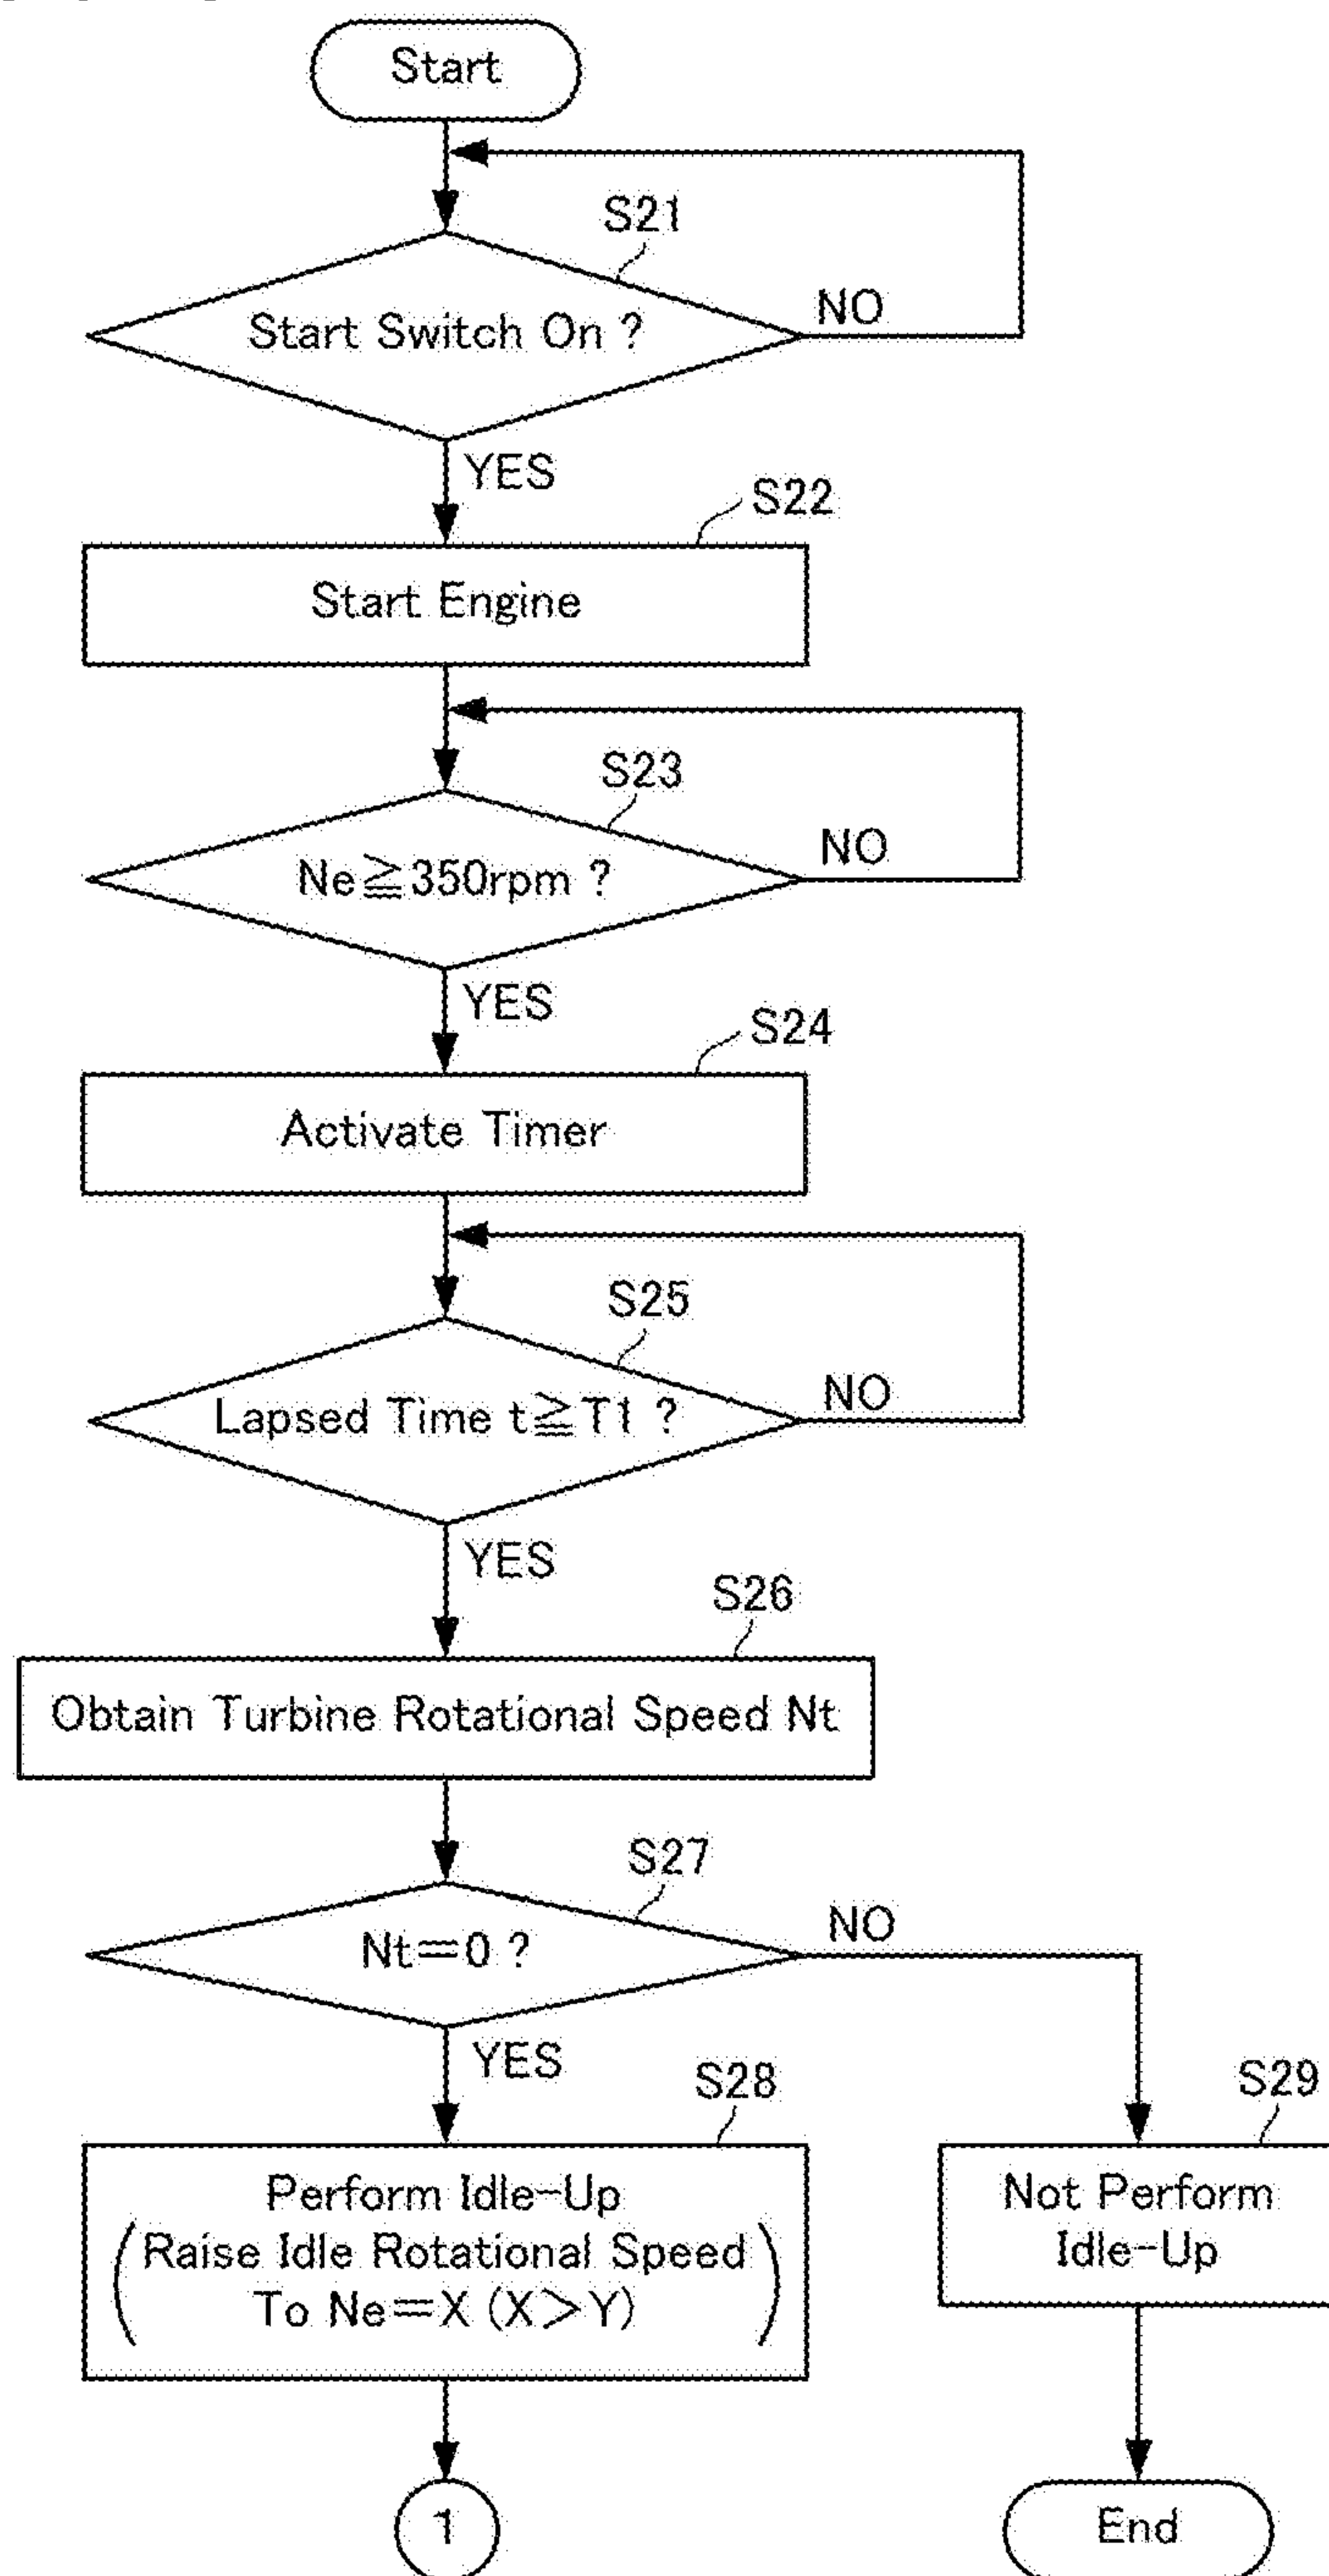 Start
S21
Start Switch On ?
NO
YES
S22
Start Engine
S23
Ne≧350rpm ?
NO
YES
S24
Activate Timer
S25
Lapsed Time t≧T1 ?
NO
YES
S26
Obtain Turbine Rotational Speed Nt
S27
Nt=0 ?
NO
YES
S28
Perform Idle-Up
(Raise Idle Rotational Speed
To Ne=X (X>Y))
S29
Not Perform
Idle-Up
1
End